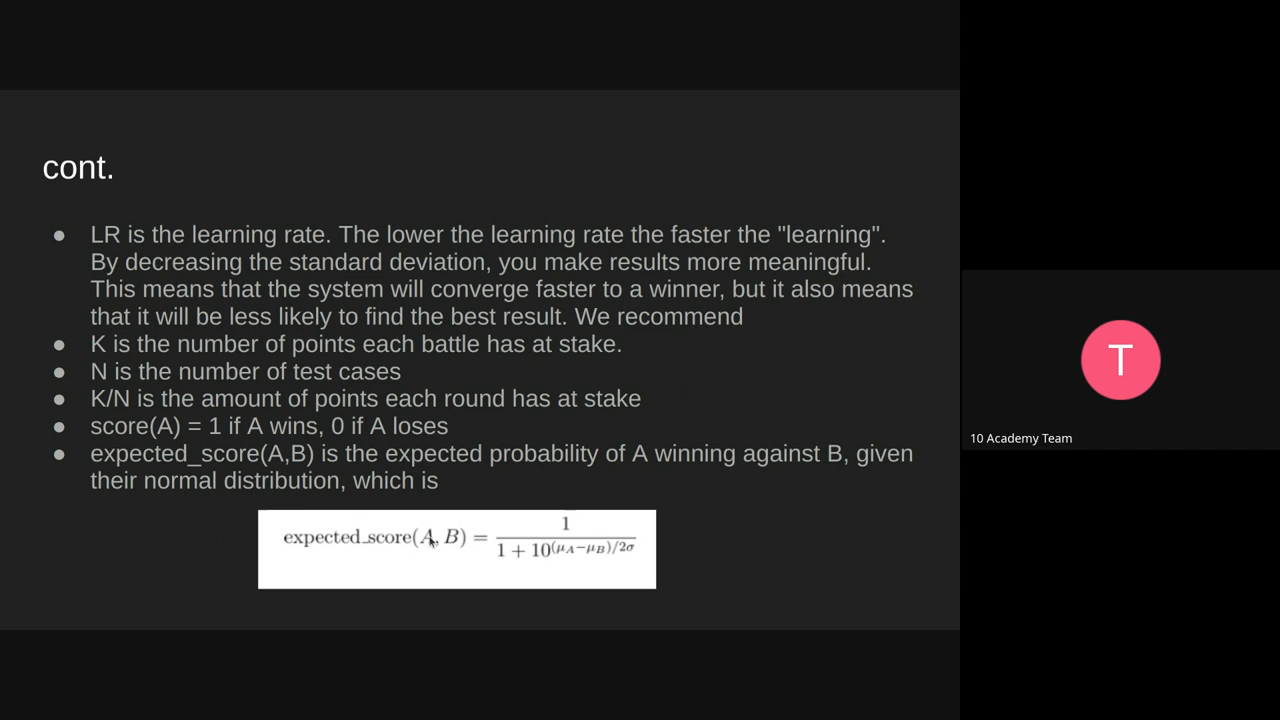 cont.
● LR is the learning rate. The lower the learning rate the faster the "learning".
By decreasing the standard deviation, you make results more meaningful.
This means that the system will converge faster to a winner, but it also means
that it will be less likely to find the best result. We recommend
● K is the number of points each battle has at stake.
● N is the number of test cases
● K/N is the amount of points each round has at stake
● score(A) = 1 if A wins, 0 if A loses
● expected_score(A,B) is the expected probability of A winning against B, given
their normal distribution, which is
expected_score(A, B) = 1 / (1 + 10^((μ_A−μ_B)/2σ))
T
10 Academy Team